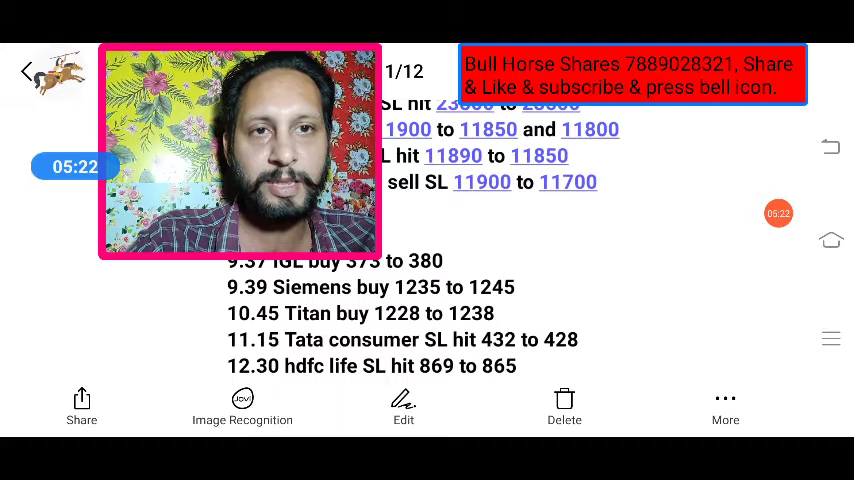 1/12
Bull Horse Shares 7889028321, Share
& Like & subscribe & press bell icon.
SL hit to
1900 to 11850 and 11800
L hit 11890 to 11850
sell SL 11900 to 11700
05:22
05:22
9.37 IGL buy 373 to 380
9.39 Siemens buy 1235 to 1245
10.45 Titan buy 1228 to 1238
11.15 Tata consumer SL hit 432 to 428
12.30 hdfc life SL hit 869 to 865
Share
Jovi
Image Recognition
Edit
Delete
More